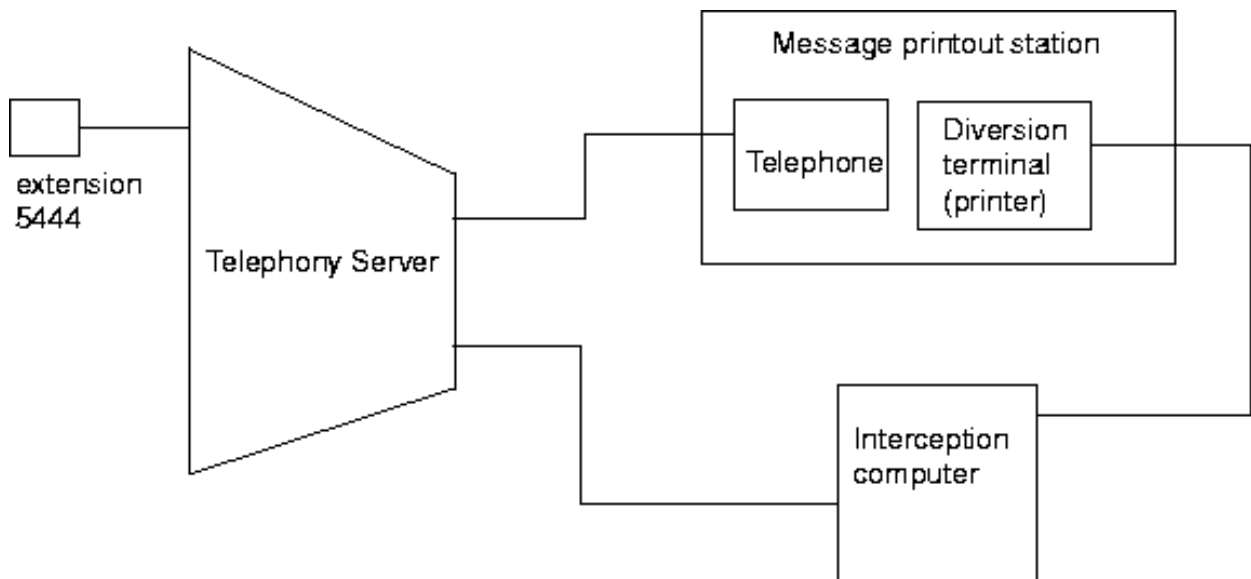 Message printout station
extension
5444
Telephony Server
Telephone
Diversion
terminal
(printer)
Interception
computer